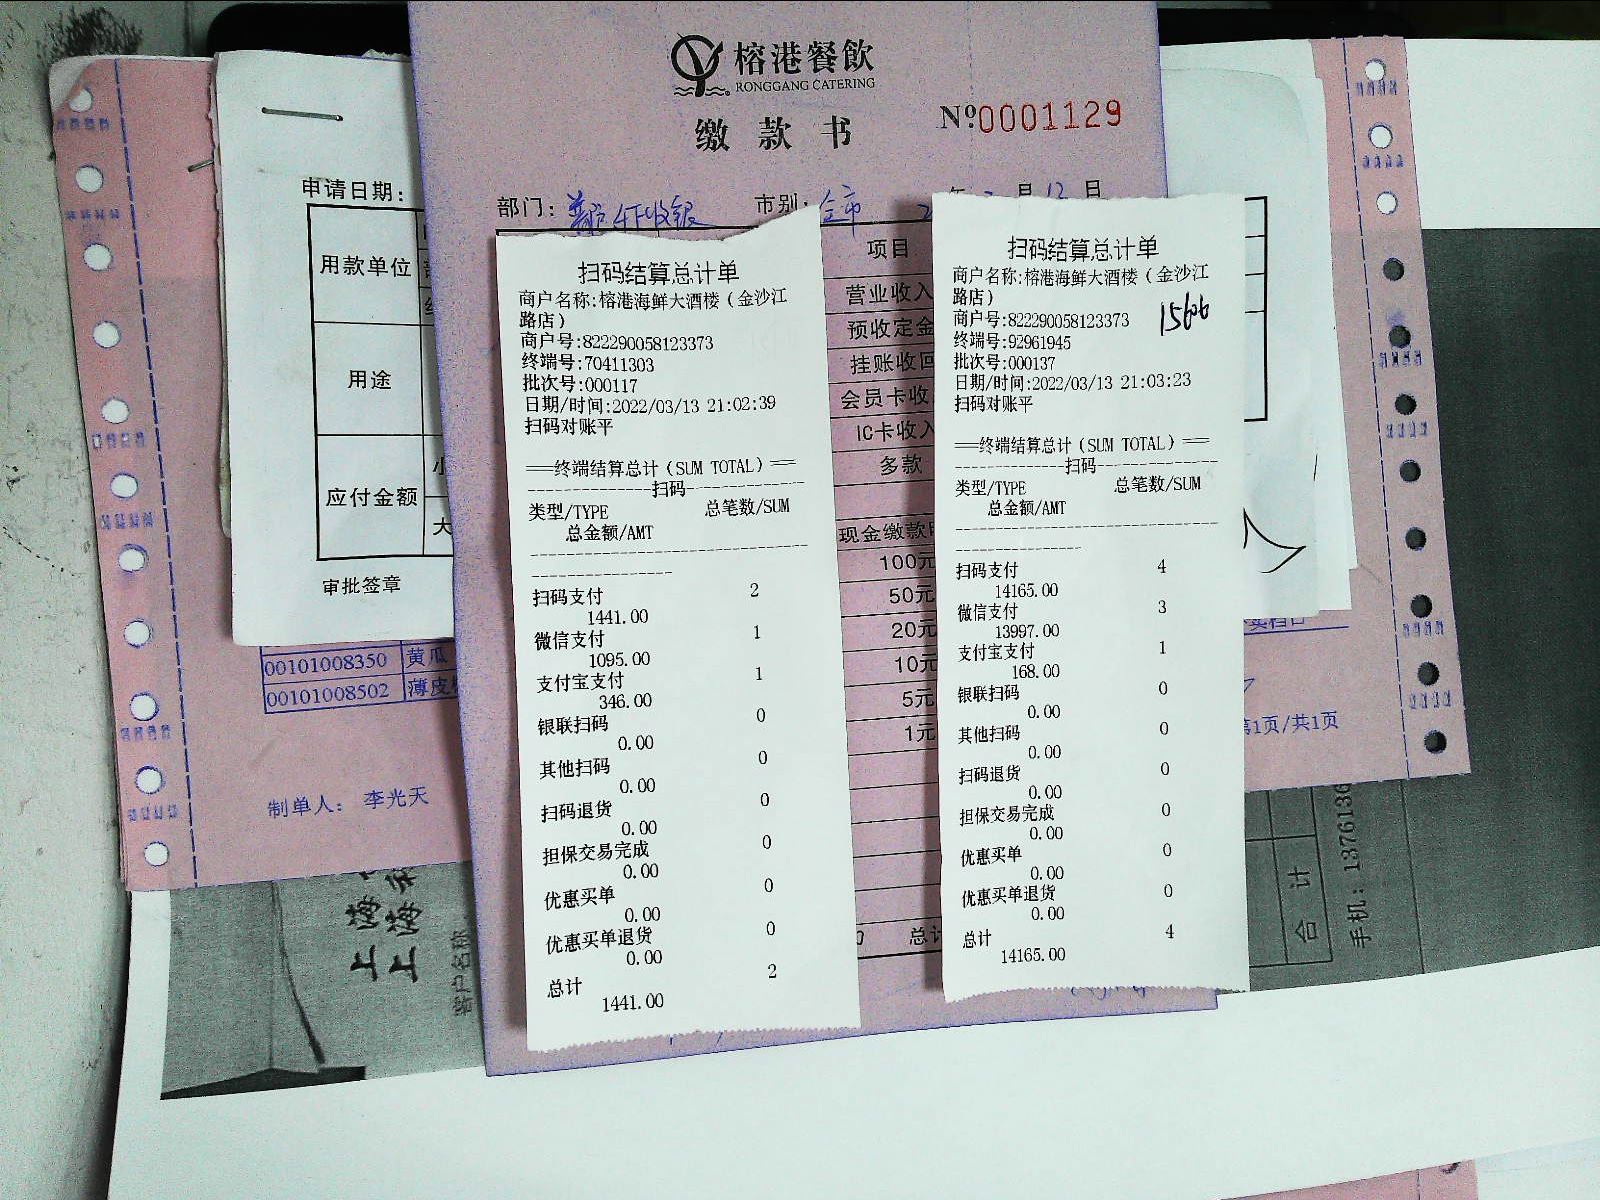 榕港餐飲
RONGGANG CATERING
缴款书
Nº0001129
部门：
市别：全市
月13日
项目
营业收入
预收定金
挂账收回
会员卡收
IC卡收入
多款
现金缴款
100元
50元
20元
10元
5元
1元
总计
申请日期：
用款单位
用途
应付金额
小
大
审批签章
00101008350 黄瓜
00101008502 薄皮
制单人： 李光天
第1页/共1页
扫码结算总计单
商户名称:榕港海鲜大酒楼（金沙江
路店）
商户号:822290058123373
终端号:70411303
批次号:000117
日期/时间:2022/03/13 21:02:39
扫码对账平
===终端结算总计（SUM TOTAL）===
----------------扫码----------------
类型/TYPE 总笔数/SUM
总金额/AMT
扫码支付 2
1441.00
微信支付 1
1095.00
支付宝支付 1
346.00
银联扫码 0
0.00
其他扫码 0
0.00
扫码退货 0
0.00
担保交易完成 0
0.00
优惠买单 0
0.00
优惠买单退货 0
0.00
总计 2
1441.00
扫码结算总计单
商户名称:榕港海鲜大酒楼（金沙江
路店）
商户号:822290058123373
15606
终端号:92961945
批次号:000137
日期/时间:2022/03/13 21:03:23
扫码对账平
===终端结算总计（SUM TOTAL）===
----------------扫码----------------
类型/TYPE 总笔数/SUM
总金额/AMT
扫码支付 4
14165.00
微信支付 3
13997.00
支付宝支付 1
168.00
银联扫码 0
0.00
其他扫码 0
0.00
扫码退货 0
0.00
担保交易完成 0
0.00
优惠买单 0
0.00
优惠买单退货 0
0.00
总计 4
14165.00
上海
上海
客户名称
合计
手机：1376136